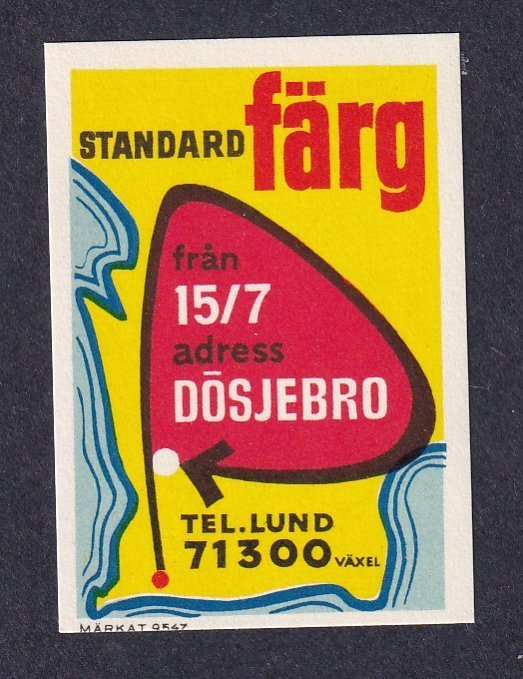 STANDARD färg
från
15/7
adress
DÖSJEBRO
TEL. LUND
71300 VÄXEL
MÄRKAT 9547